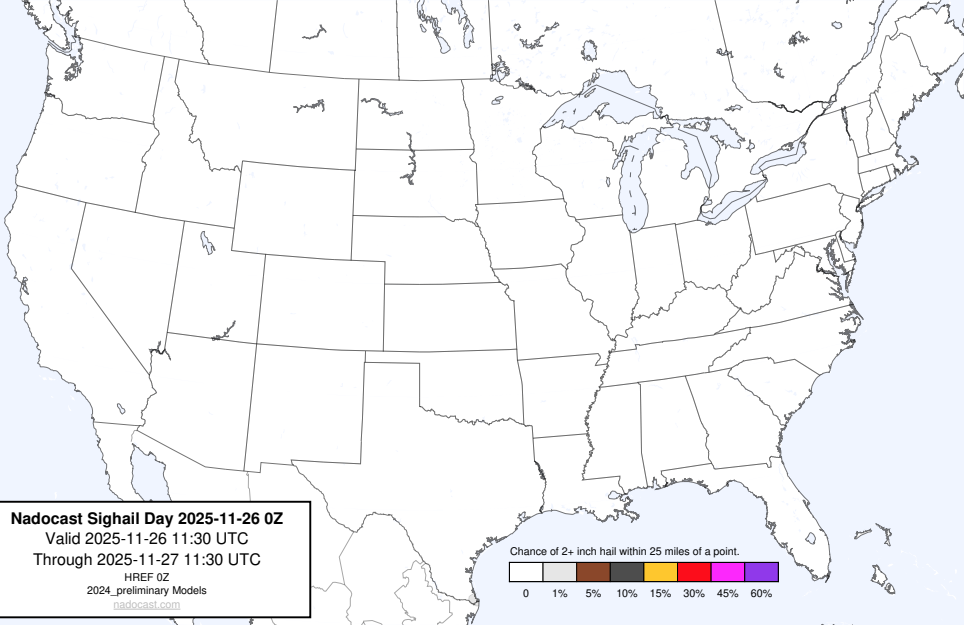 Nadocast Sighail Day 2025-11-26 0Z
Valid 2025-11-26 11:30 UTC
Through 2025-11-27 11:30 UTC
HREF 0Z
2024_preliminary Models
nadocast.com
Chance of 2+ inch hail within 25 miles of a point.
0 1% 5% 10% 15% 30% 45% 60%